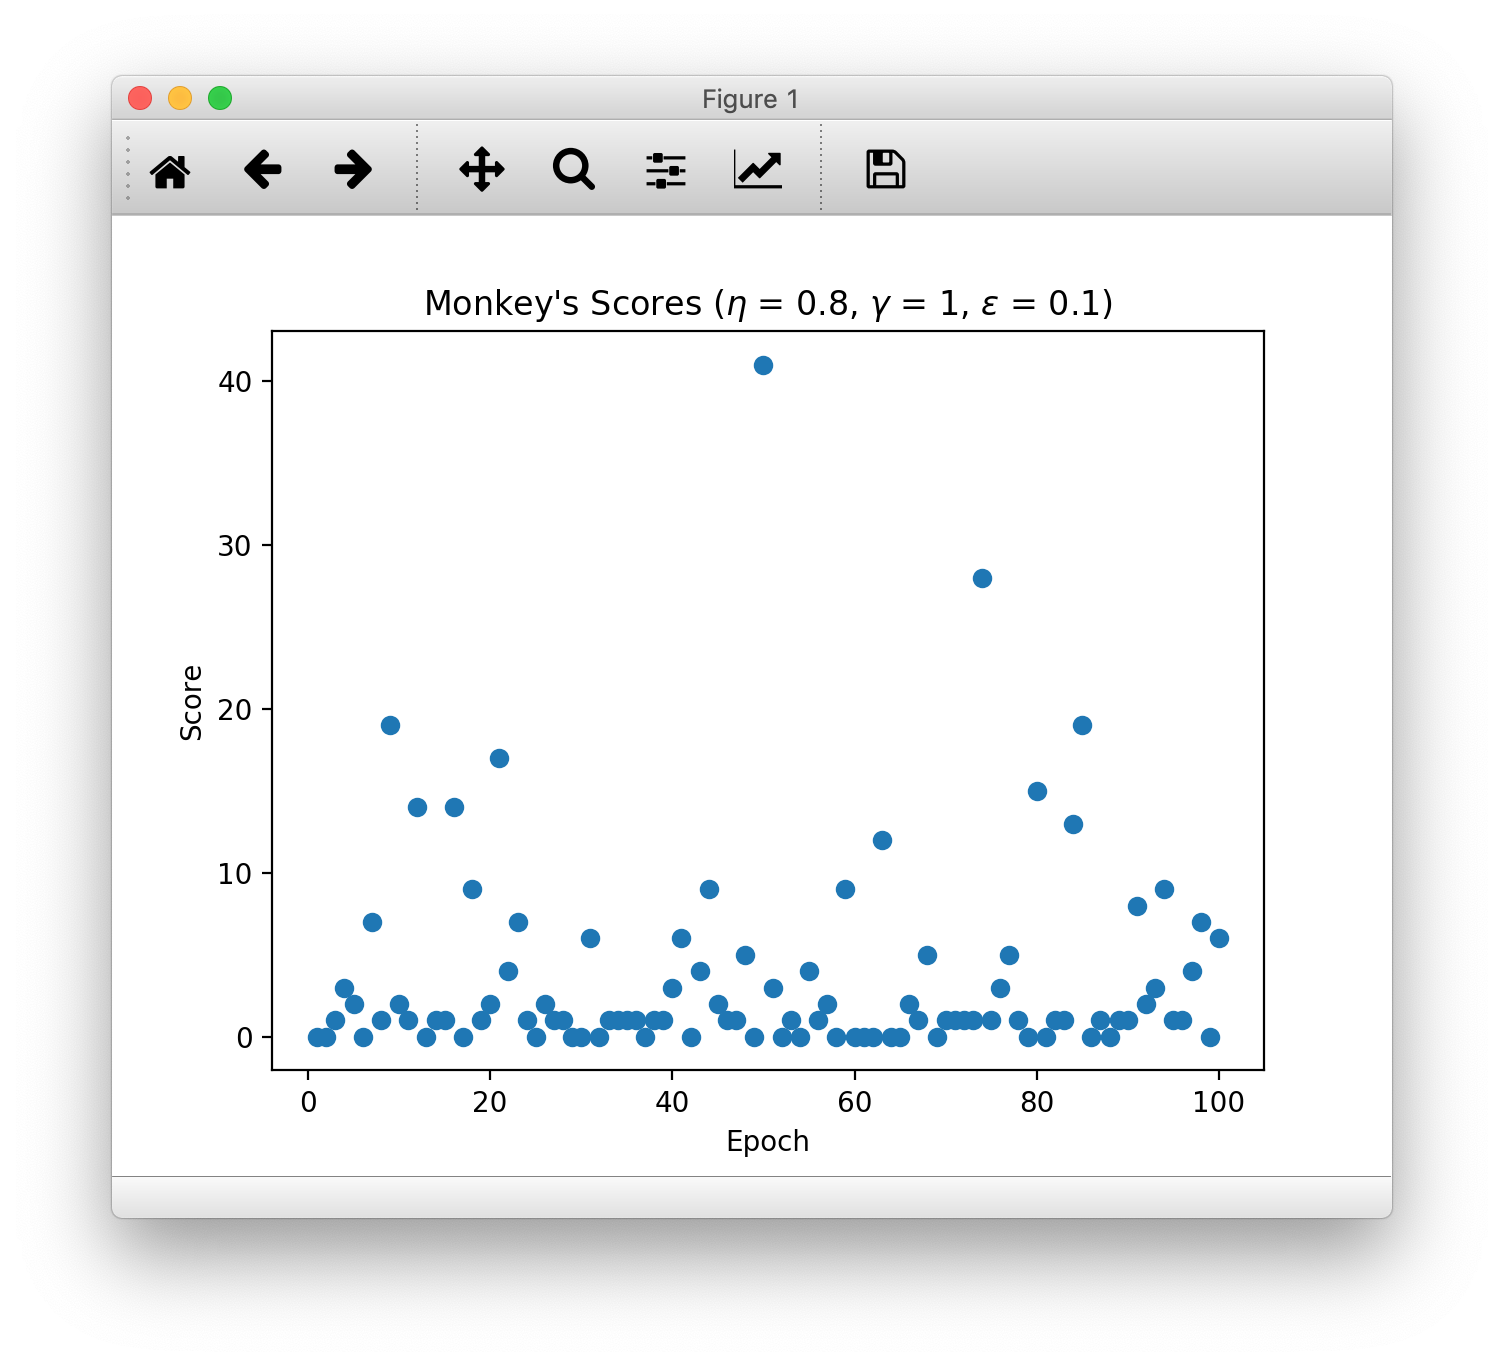 Figure 1
Monkey's Scores (η = 0.8, γ = 1, ε = 0.1)
40
30
20
10
0
Score
0 20 40 60 80 100
Epoch